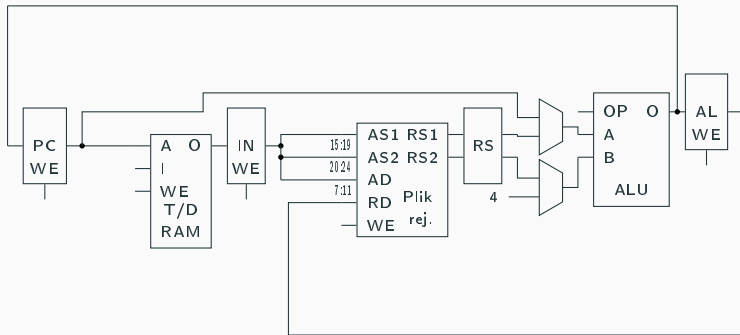 PC
WE
A O
I
WE
T/D
RAM
IN
WE
15:19
20:24
7:11
AS1 RS1
AS2 RS2
AD
RD
Plik
rej.
WE
RS
4
OP O
A
B
ALU
AL
WE